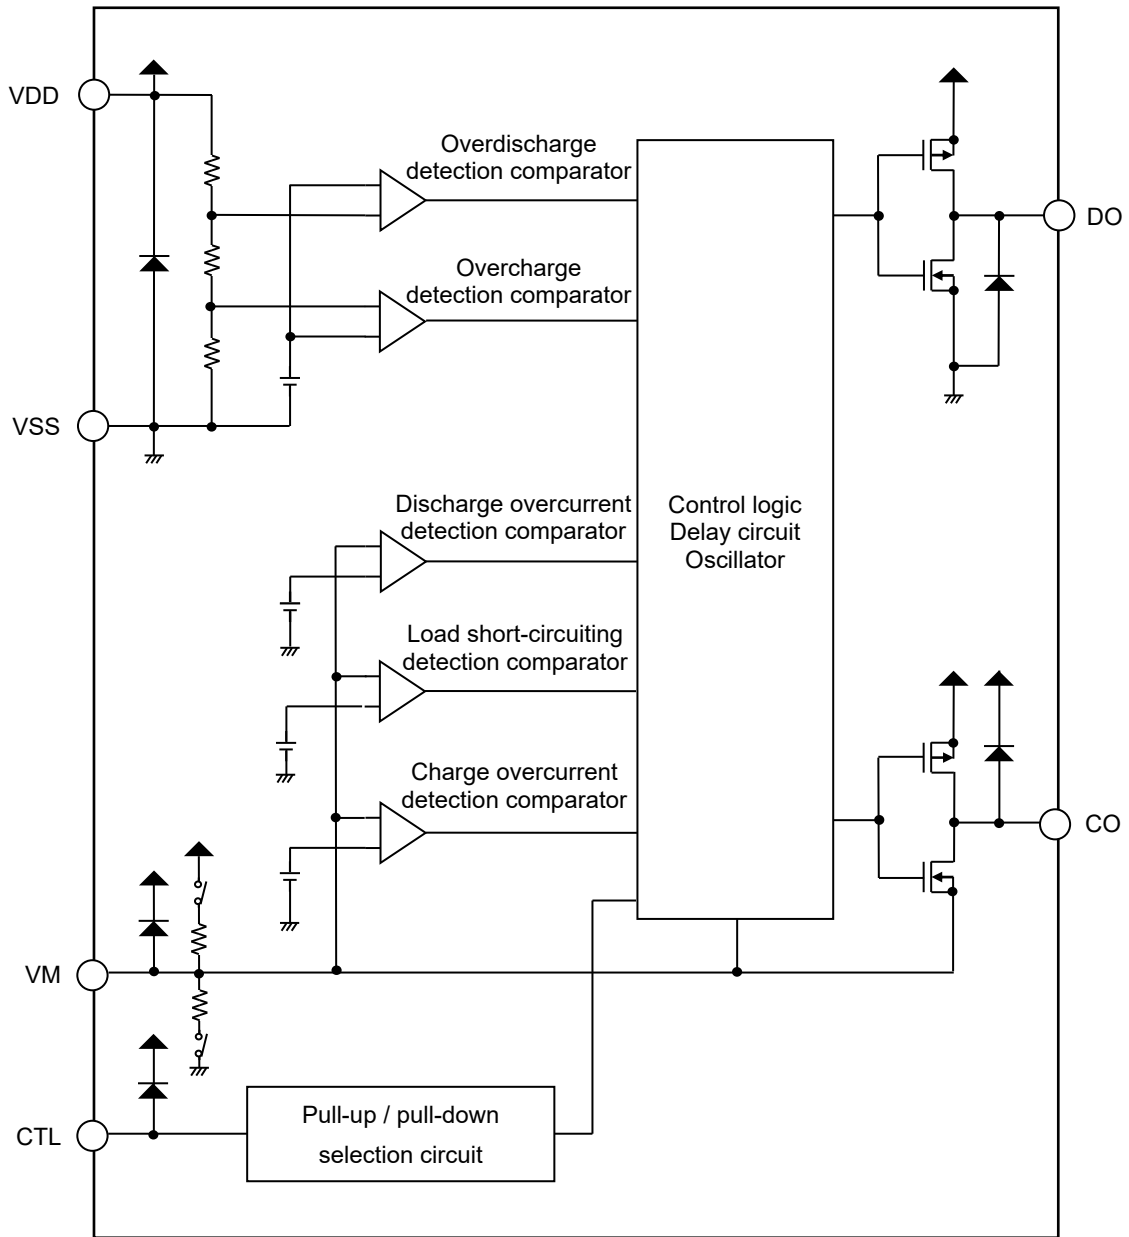 VDD
Overdischarge
detection comparator
DO
Overcharge
detection comparator
VSS
Discharge overcurrent
detection comparator
Control logic
Delay circuit
Oscillator
Load short-circuiting
detection comparator
Charge overcurrent
detection comparator
CO
VM
CTL
Pull-up / pull-down
selection circuit